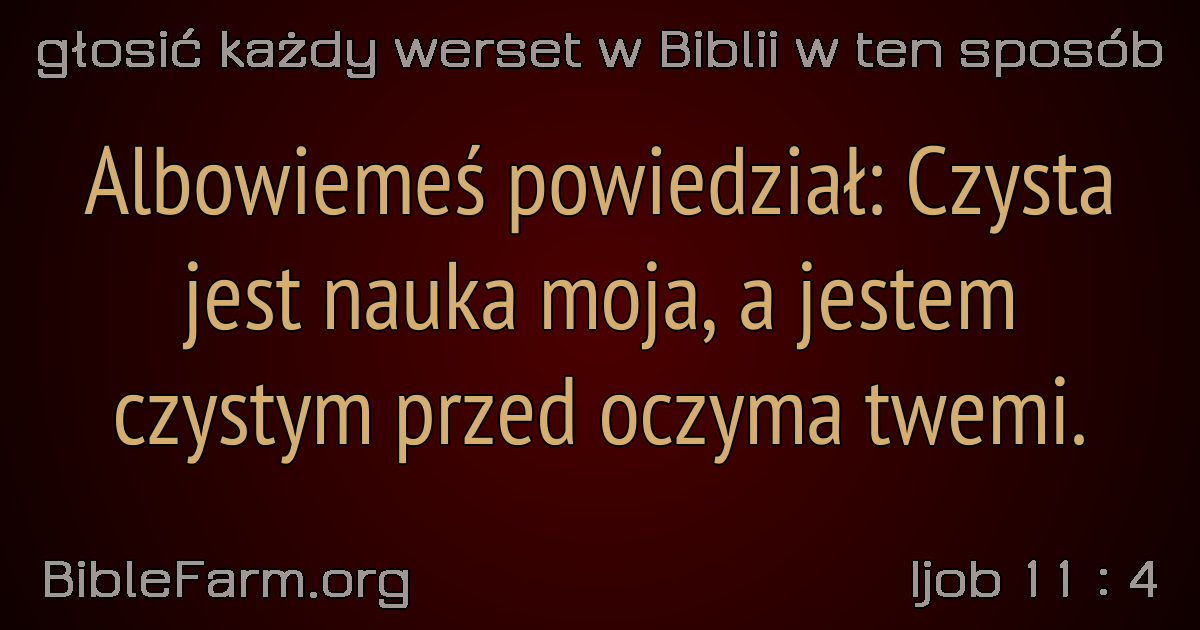 głosić każdy werset w Biblii w ten sposób
Albowiemeś powiedział: Czysta
jest nauka moja, a jestem
czystym przed oczyma twemi.
BibleFarm.org
Ijob 11 : 4